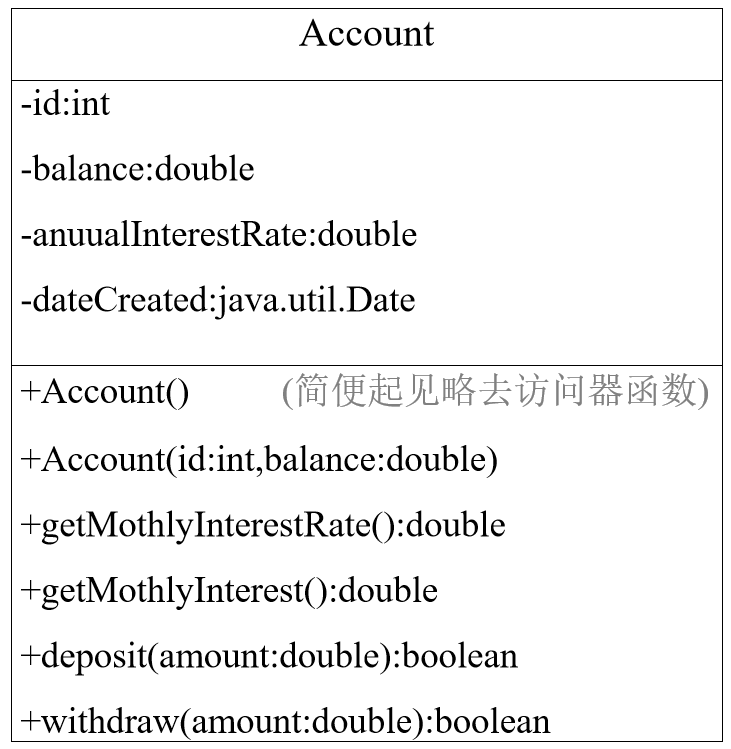 Account
-id:int
-balance:double
-anuualInterestRate:double
-dateCreated:java.util.Date
+Account() (简便起见略去访问器函数)
+Account(id:int,balance:double)
+getMothlyInterestRate():double
+getMothlyInterest():double
+deposit(amount:double):boolean
+withdraw(amount:double):boolean